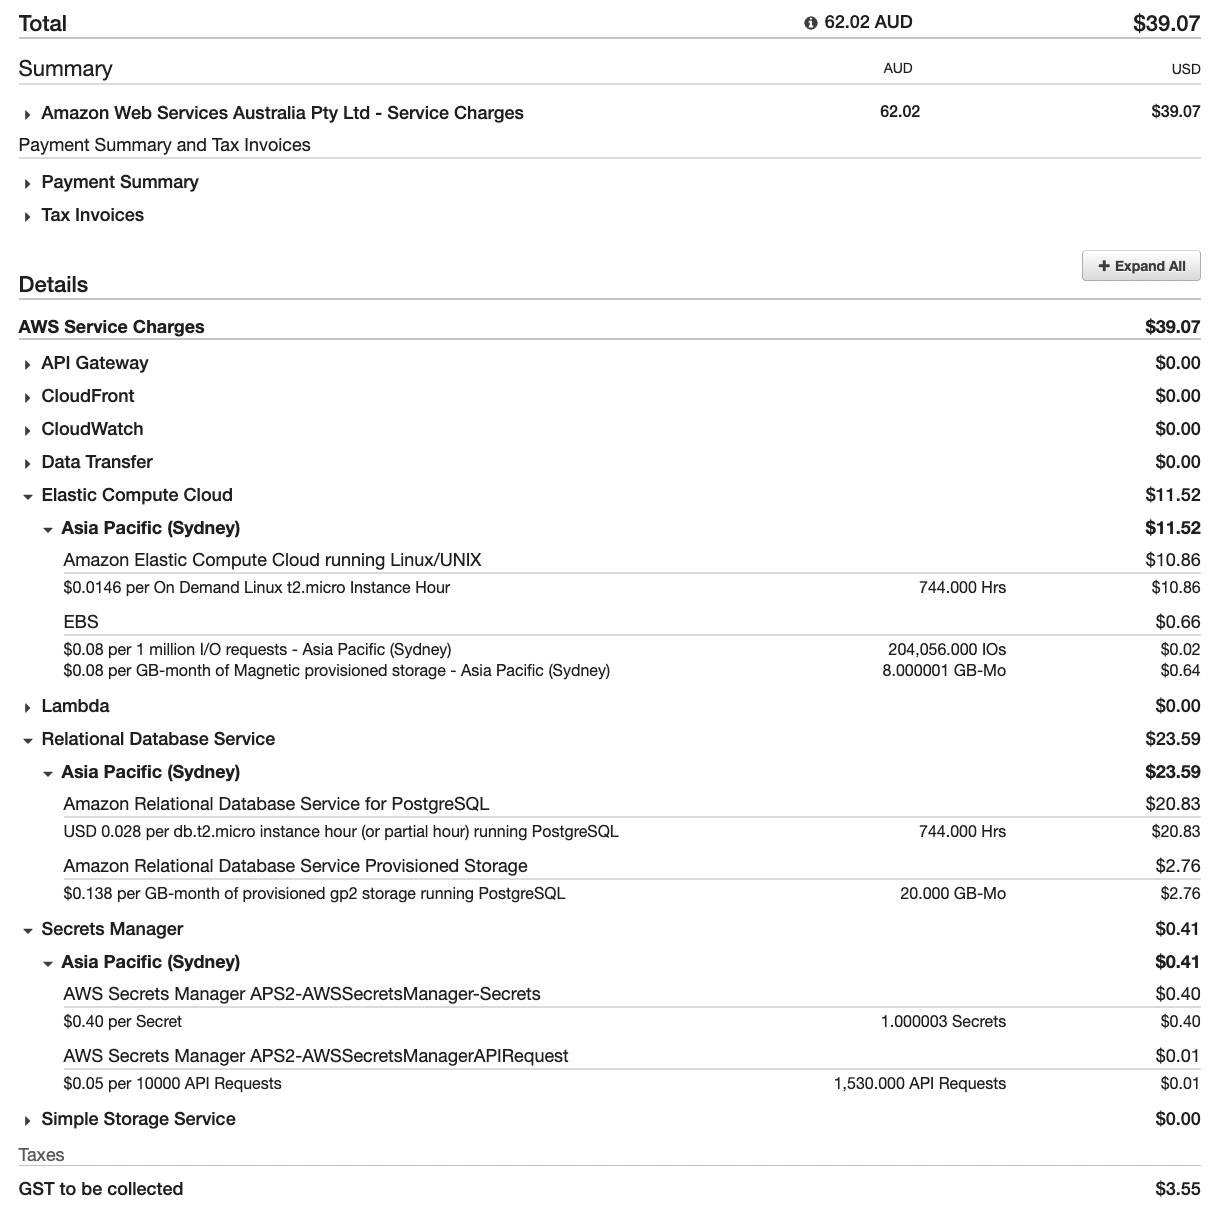 Total 62.02 AUD $39.07
Summary AUD USD
Amazon Web Services Australia Pty Ltd - Service Charges 62.02 $39.07
Payment Summary and Tax Invoices
Payment Summary
Tax Invoices
+ Expand All
Details
AWS Service Charges $39.07
API Gateway $0.00
CloudFront $0.00
CloudWatch $0.00
Data Transfer $0.00
Elastic Compute Cloud $11.52
Asia Pacific (Sydney) $11.52
Amazon Elastic Compute Cloud running Linux/UNIX $10.86
$0.0146 per On Demand Linux t2.micro Instance Hour 744.000 Hrs $10.86
EBS $0.66
$0.08 per 1 million I/O requests - Asia Pacific (Sydney) 204,056.000 IOs $0.02
$0.08 per GB-month of Magnetic provisioned storage - Asia Pacific (Sydney) 8.000001 GB-Mo $0.64
Lambda $0.00
Relational Database Service $23.59
Asia Pacific (Sydney) $23.59
Amazon Relational Database Service for PostgreSQL $20.83
USD 0.028 per db.t2.micro instance hour (or partial hour) running PostgreSQL 744.000 Hrs $20.83
Amazon Relational Database Service Provisioned Storage $2.76
$0.138 per GB-month of provisioned gp2 storage running PostgreSQL 20.000 GB-Mo $2.76
Secrets Manager $0.41
Asia Pacific (Sydney) $0.41
AWS Secrets Manager APS2-AWSSecretsManager-Secrets $0.40
$0.40 per Secret 1.000003 Secrets $0.40
AWS Secrets Manager APS2-AWSSecretsManagerAPIRequest $0.01
$0.05 per 10000 API Requests 1,530.000 API Requests $0.01
Simple Storage Service $0.00
Taxes
GST to be collected $3.55